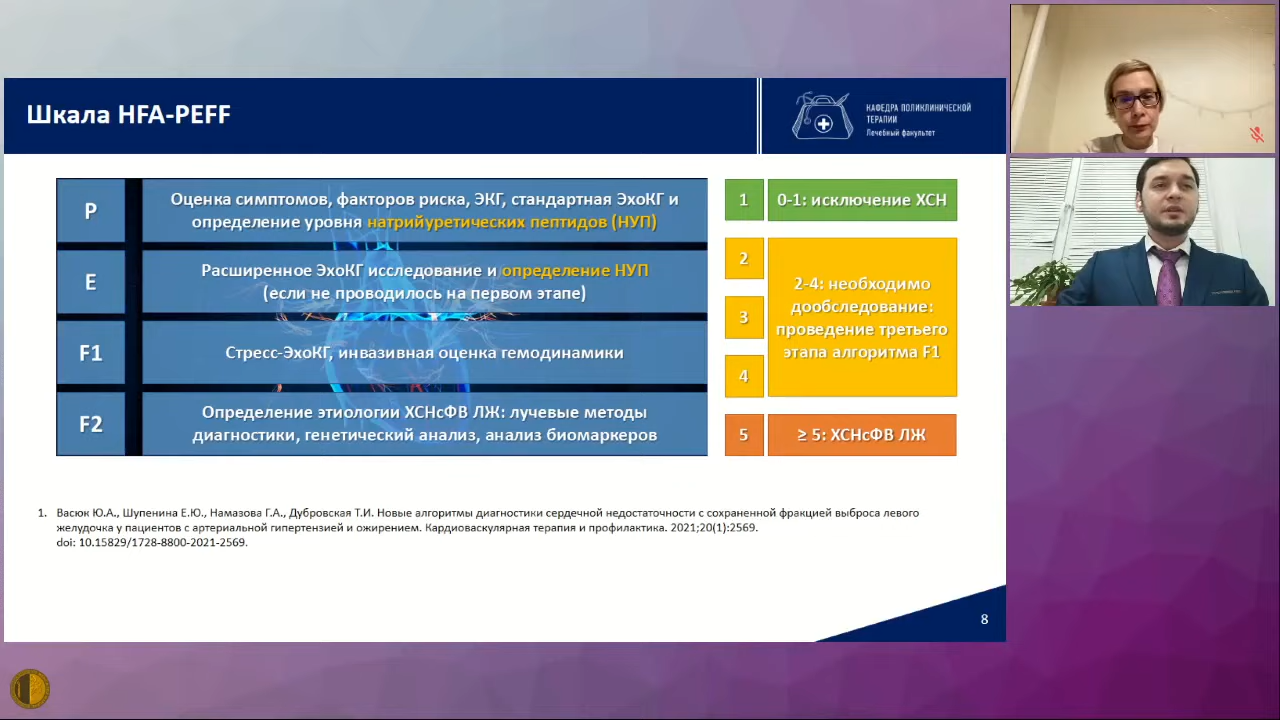 Шкала HFA-PEFF
КАФЕДРА ПОЛИКЛИНИЧЕСКОЙ
ТЕРАПИИ
Лечебный факультет
P
Оценка симптомов, факторов риска, ЭКГ, стандартная ЭхоКГ и
определение уровня натрийуретических пептидов (НУП)
E
Расширенное ЭхоКГ исследование и определение НУП
(если не проводилось на первом этапе)
F1
Стресс-ЭхоКГ, инвазивная оценка гемодинамики
F2
Определение этиологии ХСНсФВ ЛЖ: лучевые методы
диагностики, генетический анализ, анализ биомаркеров
1
0-1: исключение ХСН
2
3
4
2-4: необходимо
дообследование:
проведение третьего
этапа алгоритма F1
5
≥ 5: ХСНсФВ ЛЖ
1. Васюк Ю.А., Шупенина Е.Ю., Намазова Г.А., Дубровская Т.И. Новые алгоритмы диагностики сердечной недостаточности с сохраненной фракцией выброса левого
желудочка у пациентов с артериальной гипертензией и ожирением. Кардиоваскулярная терапия и профилактика. 2021;20(1):2569.
doi: 10.15829/1728-8800-2021-2569.
8